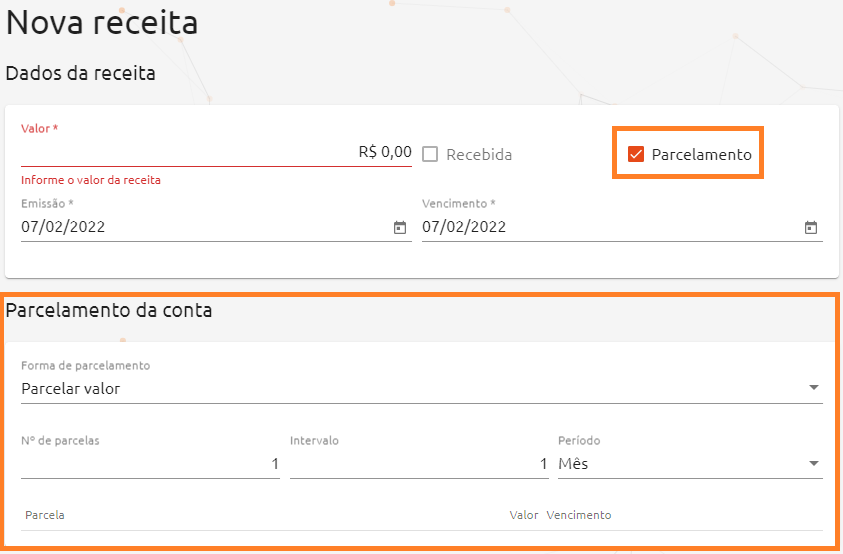 Nova receita
Dados da receita
Valor *
R$ 0,00
Recebida
Parcelamento
Informe o valor da receita
Emissão *
Vencimento *
07/02/2022
07/02/2022
Parcelamento da conta
Forma de parcelamento
Parcelar valor
Nº de parcelas
Intervalo
Período
1
1
Mês
Parcela
Valor
Vencimento